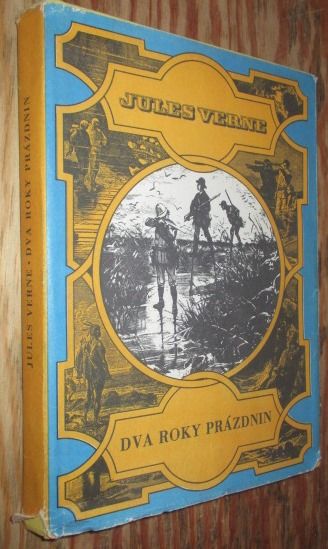 JULES VERNE
DVA ROKY PRÁZDNIN
JULES VERNE • DVA ROKY PRÁZDNIN